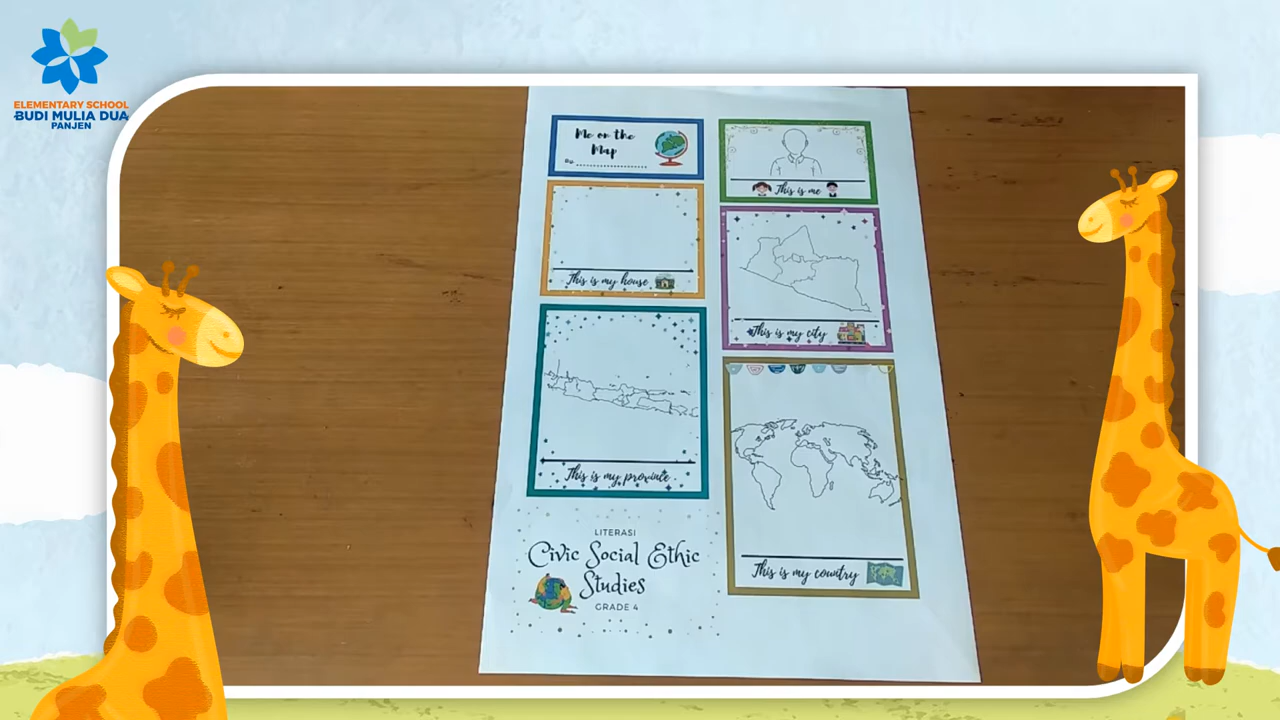 ELEMENTARY SCHOOL
BUDI MULIA DUA
PANJEN
Me on the
Map
By
This is me
This is my house
This is my city
This is my province
This is my country
LITERASI
Civic Social Ethic
Studies
GRADE 4